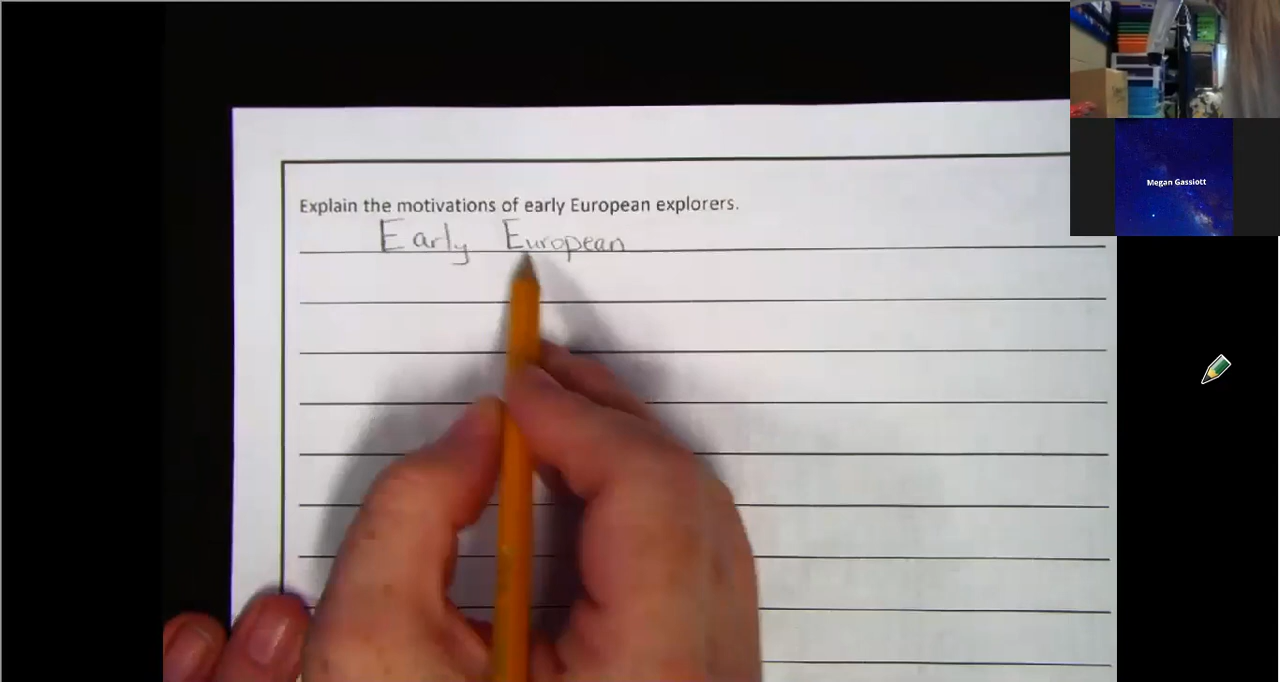 Explain the motivations of early European explorers.
Early European
Megan Gassiott